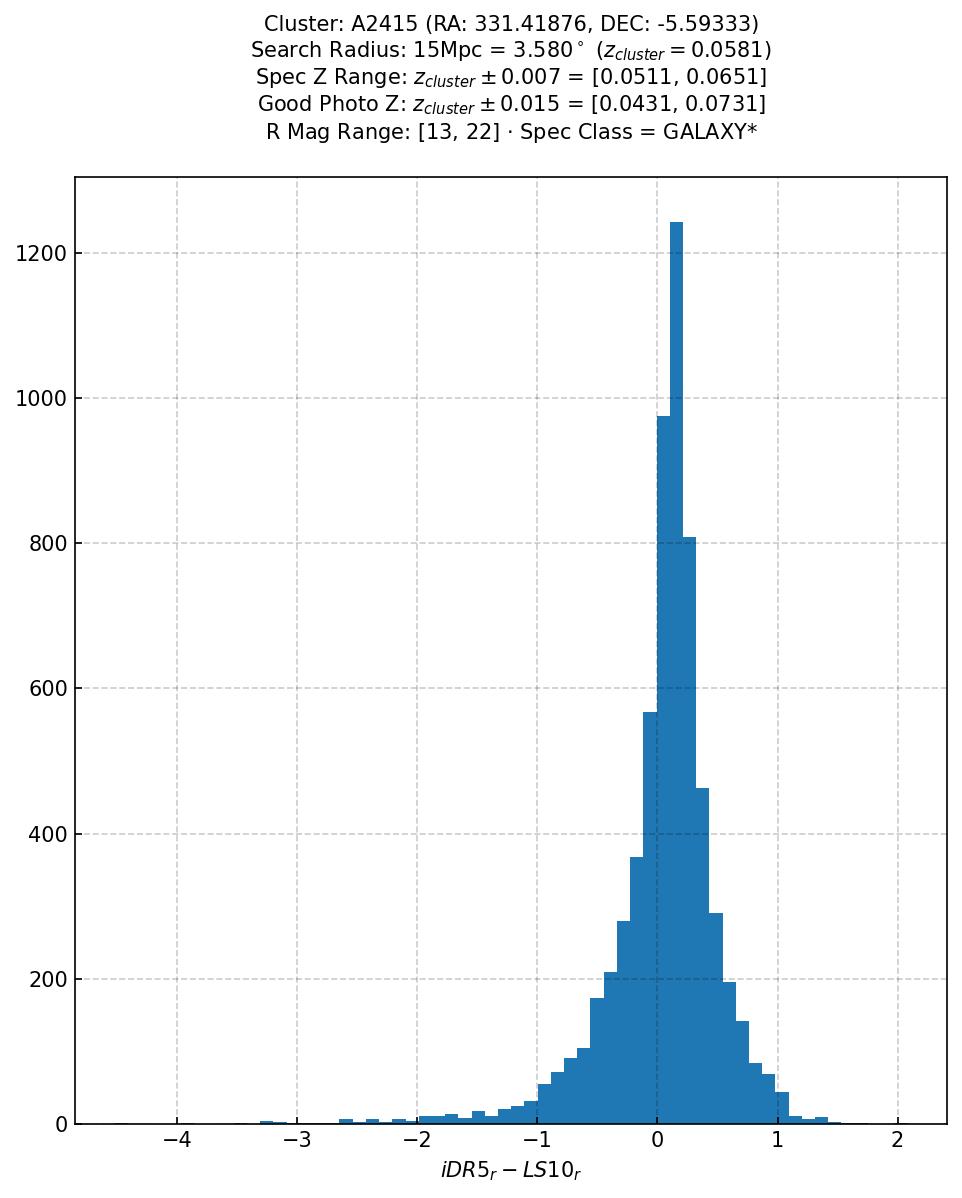 Cluster: A2415 (RA: 331.41876, DEC: -5.59333)
Search Radius: 15Mpc = 3.580° (z_cluster = 0.0581)
Spec Z Range: z_cluster ± 0.007 = [0.0511, 0.0651]
Good Photo Z: z_cluster ± 0.015 = [0.0431, 0.0731]
R Mag Range: [13, 22] · Spec Class = GALAXY*
1200
1000
800
600
400
200
0
−4 −3 −2 −1 0 1 2
iDR5_r − LS10_r